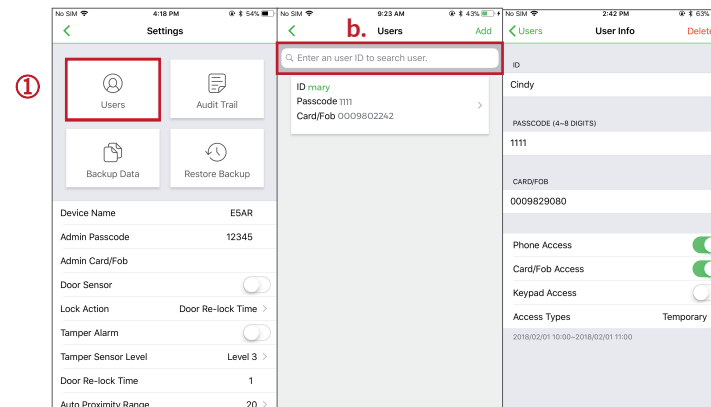 ①
No SIM 4:18 PM 54%
Settings
Users
Audit Trail
Backup Data
Restore Backup
Device Name E5AR
Admin Passcode 12345
Admin Card/Fob
Door Sensor
Lock Action Door Re-lock Time >
Tamper Alarm
Tamper Sensor Level Level 3 >
Door Re-lock Time 1
Auto Proximity Range 20 >
b.
No SIM 9:23 AM 43%
Users Add
Enter an user ID to search user.
ID mary
Passcode 1111
Card/Fob 0009802242
No SIM 2:42 PM 63%
Users User Info Delete
ID
Cindy
PASSCODE (4~8 DIGITS)
1111
CARD/FOB
0009829080
Phone Access
Card/Fob Access
Keypad Access
Access Types Temporary
2018/02/01 10:00~2018/02/01 11:00